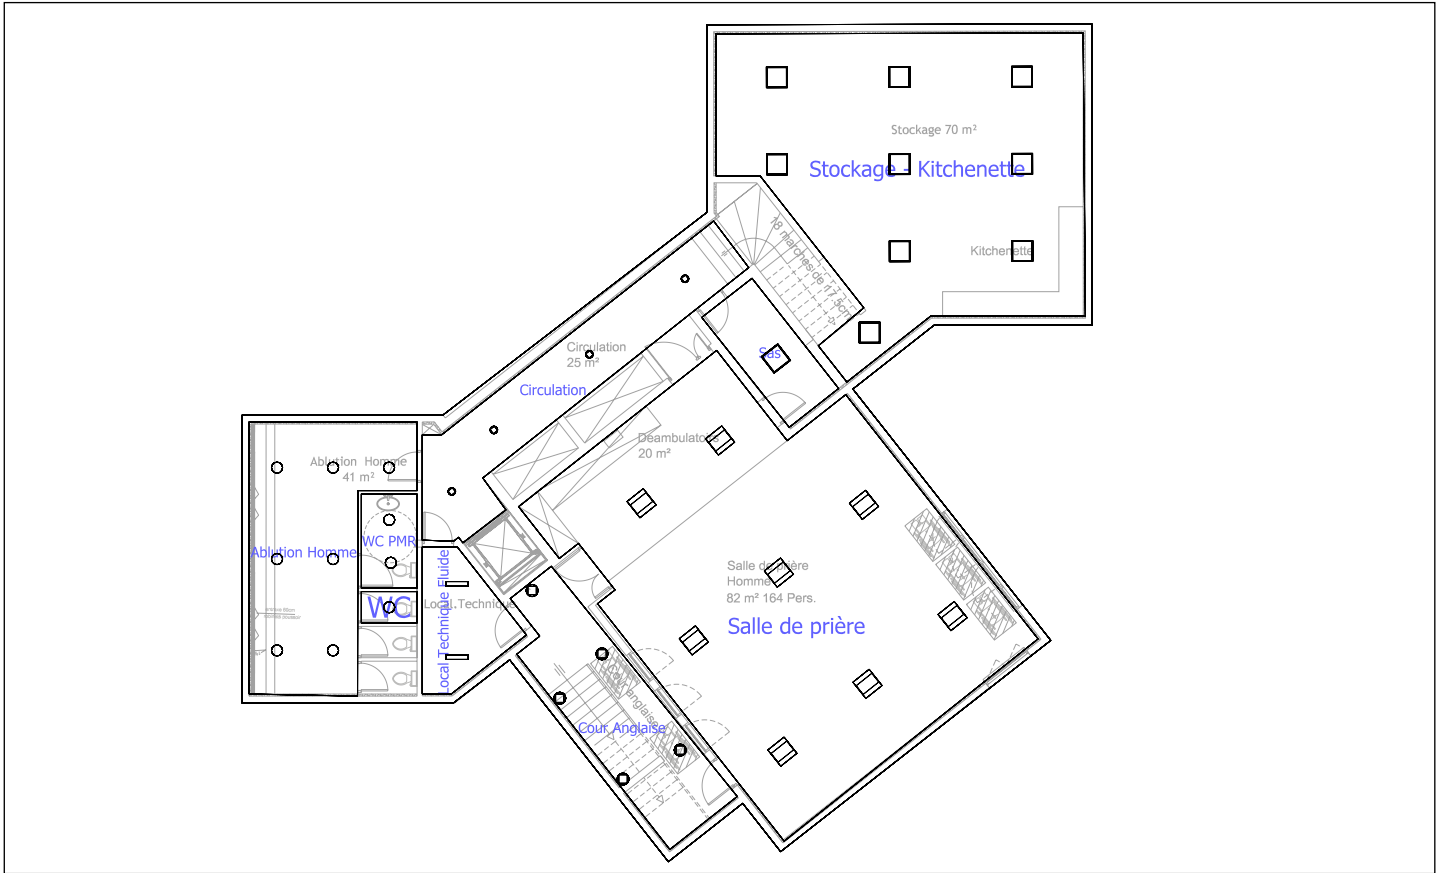 Stockage 70 m²
Stockage - Kitchenette
18 marches de 17.5cm
Kitchenette
Circulation
25 m²
Sas
Circulation
Déambulatoire
20 m²
Ablution Homme
41 m²
WC PMR
Ablution Homme
Local Technique Fluide
Salle de prière
Homme
82 m² 164 Pers.
WC
Local Technique
Salle de prière
Cour anglaise
Cour Anglaise